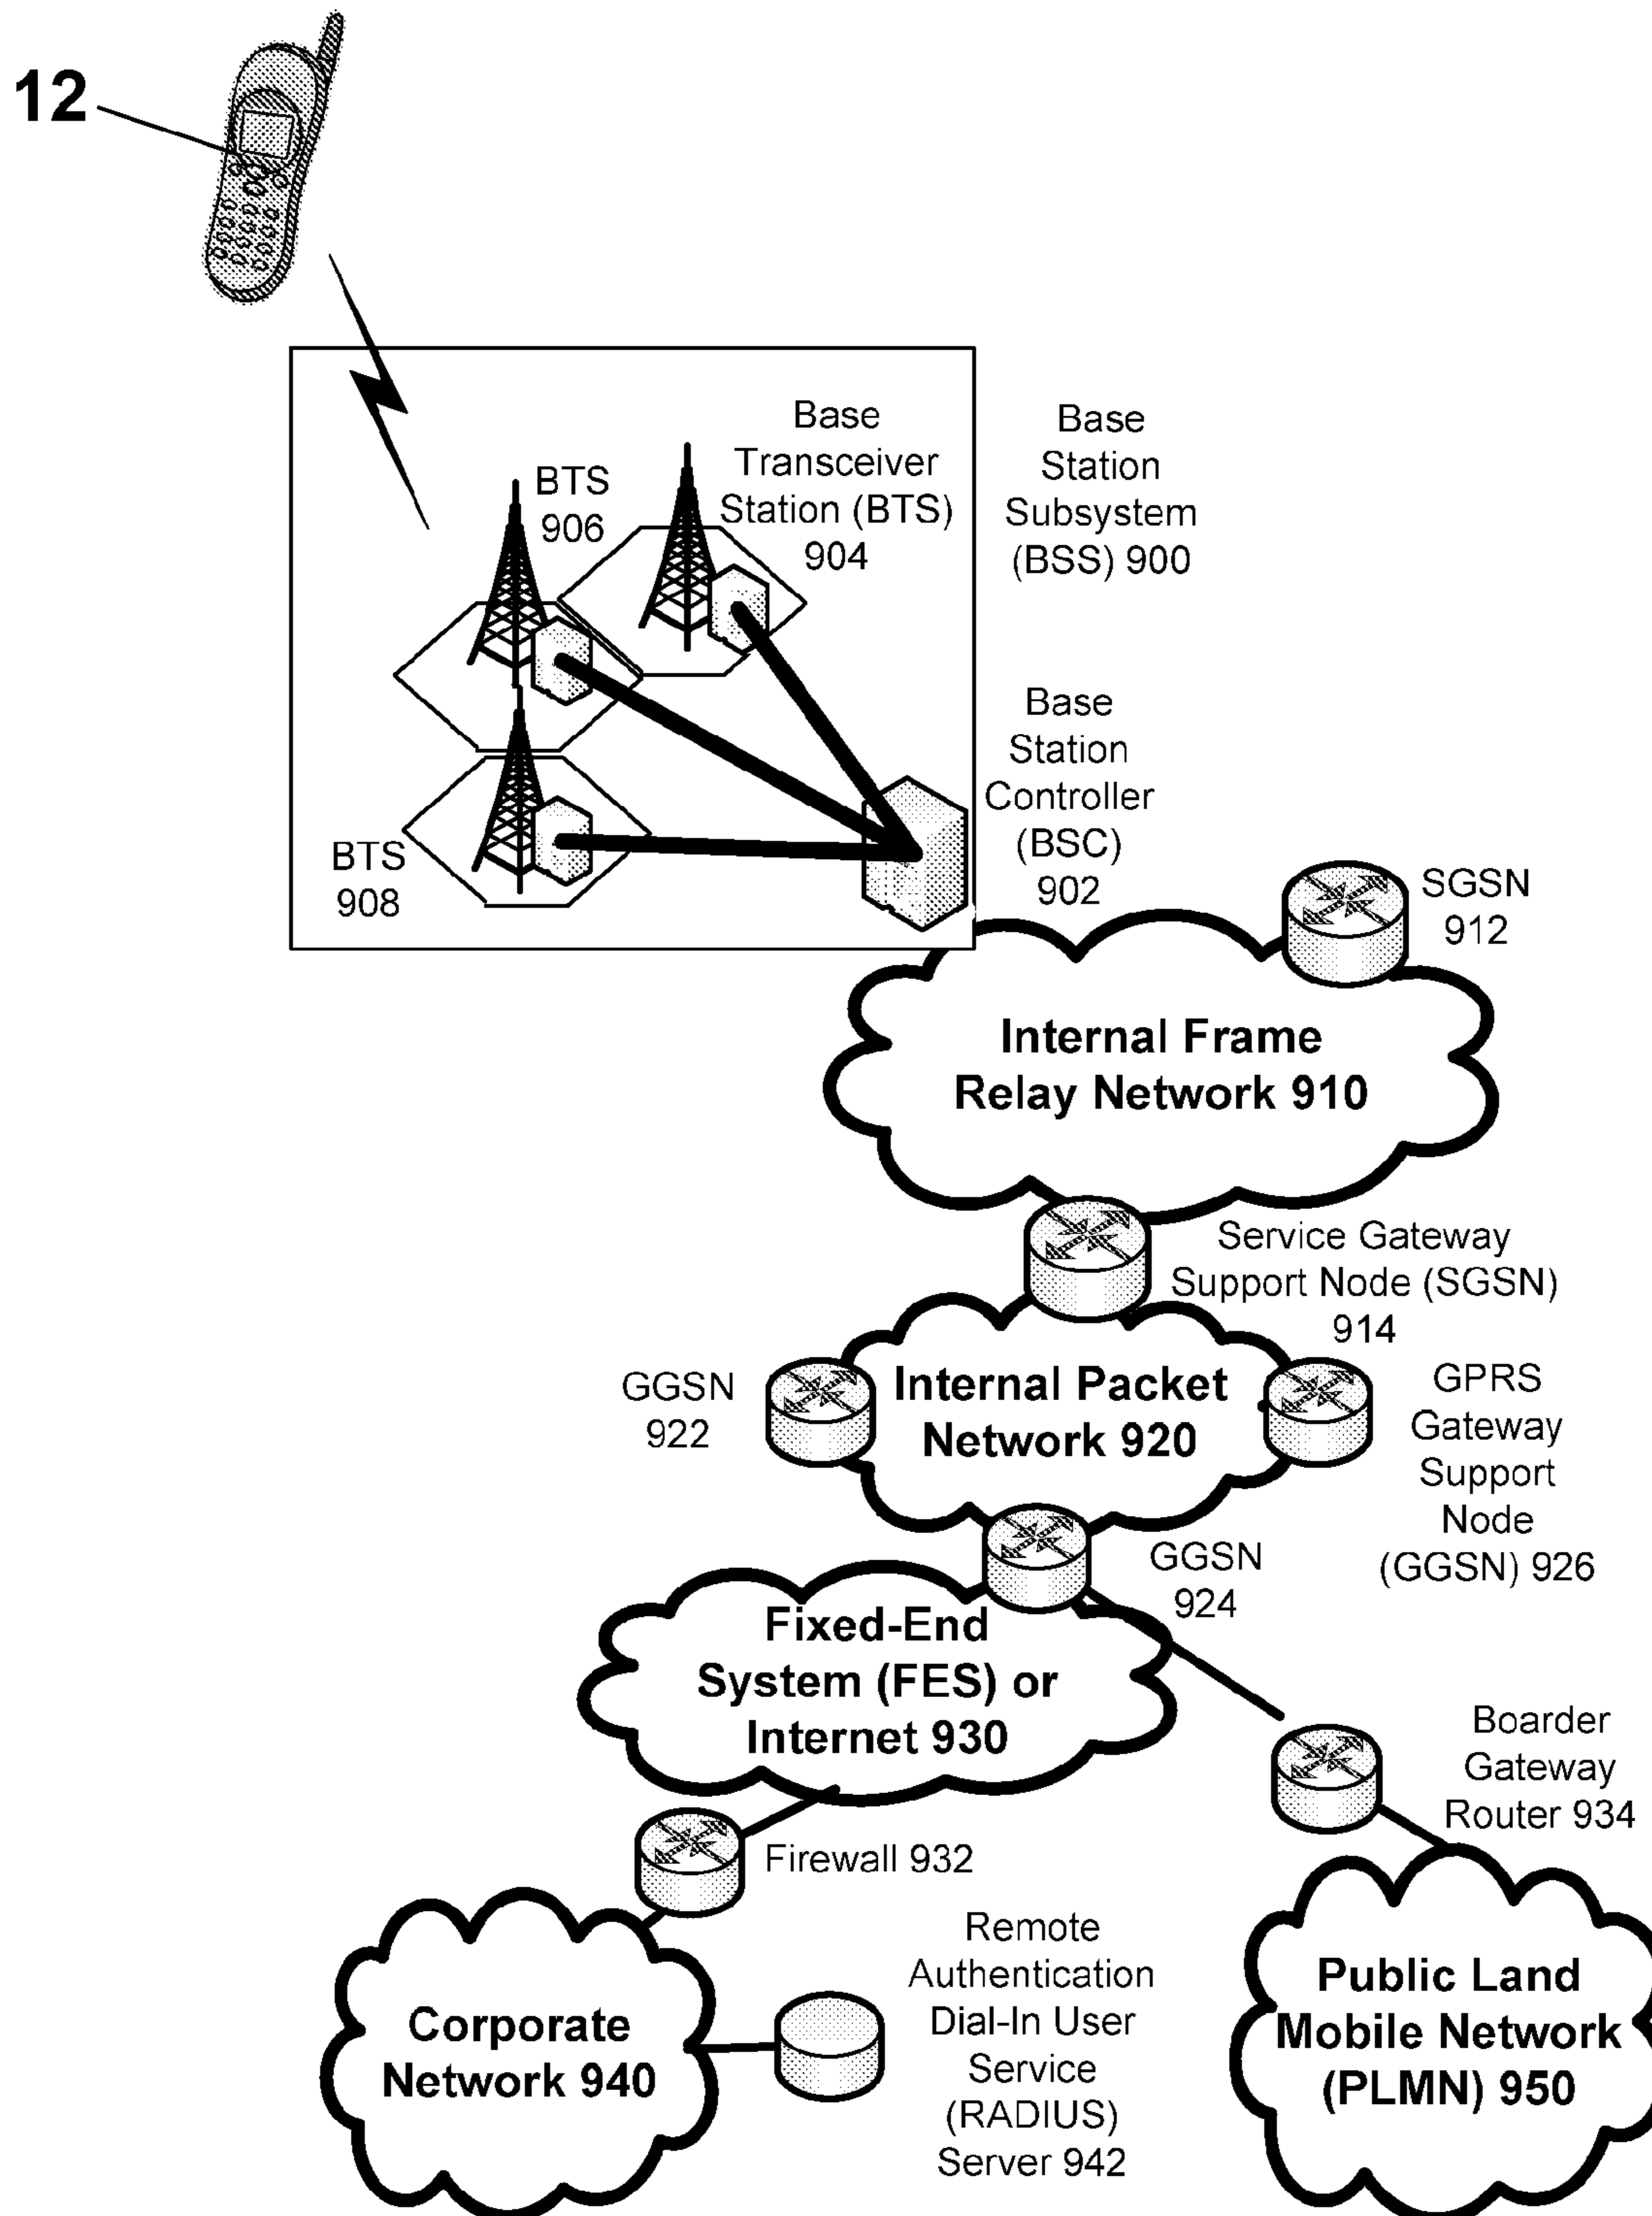 12
Base
Transceiver
Station (BTS)
904
BTS
906
Base
Station
Subsystem
(BSS) 900
Base
Station
Controller
(BSC)
902
BTS
908
SGSN
912
Internal Frame
Relay Network 910
Service Gateway
Support Node (SGSN)
914
GGSN
922
Internal Packet
Network 920
GPRS
Gateway
Support
Node
(GGSN) 926
GGSN
924
Fixed-End
System (FES) or
Internet 930
Boarder
Gateway
Router 934
Firewall 932
Remote
Authentication
Dial-In User
Service
(RADIUS)
Server 942
Corporate
Network 940
Public Land
Mobile Network
(PLMN) 950